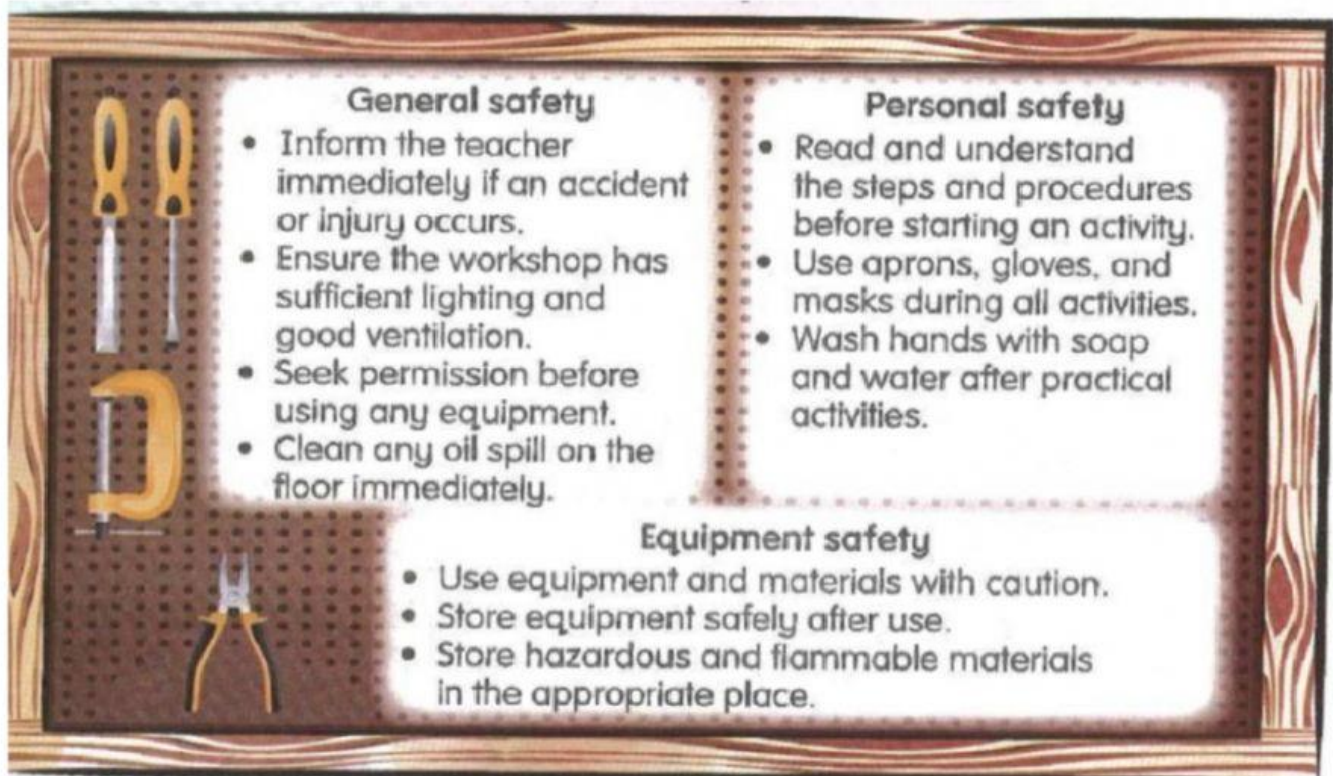 General safety
• Inform the teacher
immediately if an accident
or injury occurs.
• Ensure the workshop has
sufficient lighting and
good ventilation.
• Seek permission before
using any equipment.
• Clean any oil spill on the
floor immediately.
Personal safety
• Read and understand
the steps and procedures
before starting an activity.
• Use aprons, gloves, and
masks during all activities.
• Wash hands with soap
and water after practical
activities.
Equipment safety
• Use equipment and materials with caution.
• Store equipment safely after use.
• Store hazardous and flammable materials
in the appropriate place.